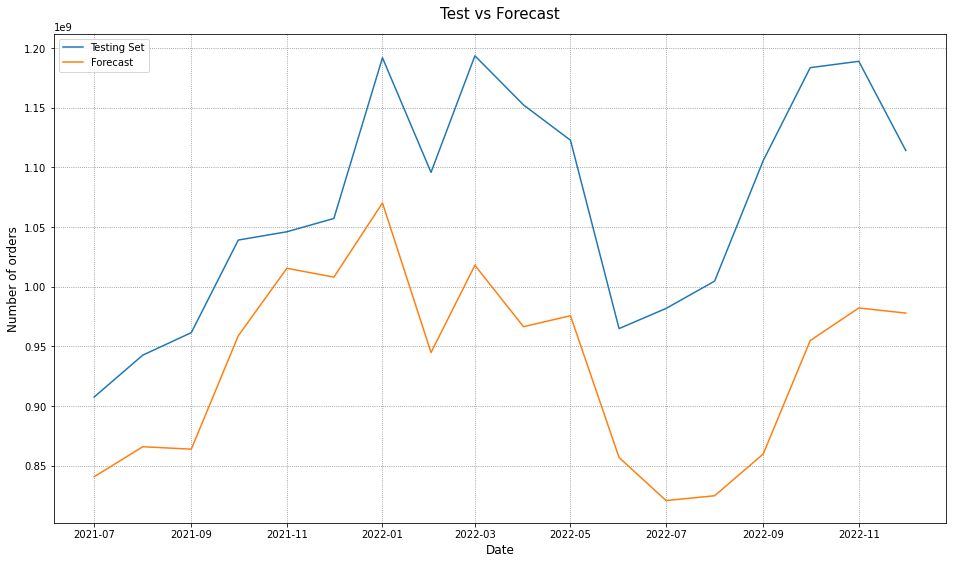 Test vs Forecast
1e9
Testing Set
Forecast
1.20
1.15
1.10
1.05
1.00
0.95
0.90
0.85
Number of orders
2021-07 2021-09 2021-11 2022-01 2022-03 2022-05 2022-07 2022-09 2022-11
Date